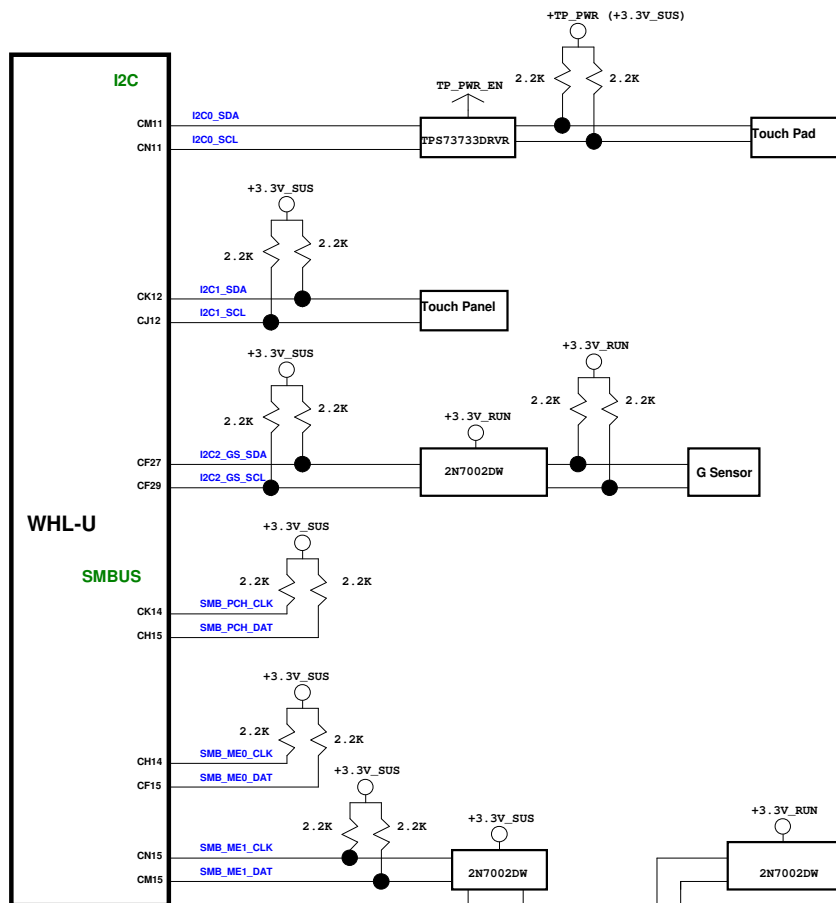 +TP_PWR (+3.3V_SUS)
I2C
2.2K
2.2K
TP_PWR_EN
CM11
I2C0_SDA
TPS73733DRVR
Touch Pad
CN11
I2C0_SCL
+3.3V_SUS
2.2K
2.2K
CK12
I2C1_SDA
Touch Panel
CJ12
I2C1_SCL
+3.3V_SUS
+3.3V_RUN
2.2K
2.2K
+3.3V_RUN
2.2K
2.2K
CF27
I2C2_GS_SDA
2N7002DW
G Sensor
CF29
I2C2_GS_SCL
WHL-U
+3.3V_SUS
SMBUS
2.2K
2.2K
CK14
SMB_PCH_CLK
CH15
SMB_PCH_DAT
+3.3V_SUS
2.2K
2.2K
CH14
SMB_ME0_CLK
CF15
SMB_ME0_DAT
+3.3V_SUS
2.2K
2.2K
+3.3V_SUS
+3.3V_RUN
CN15
SMB_ME1_CLK
2N7002DW
2N7002DW
CM15
SMB_ME1_DAT